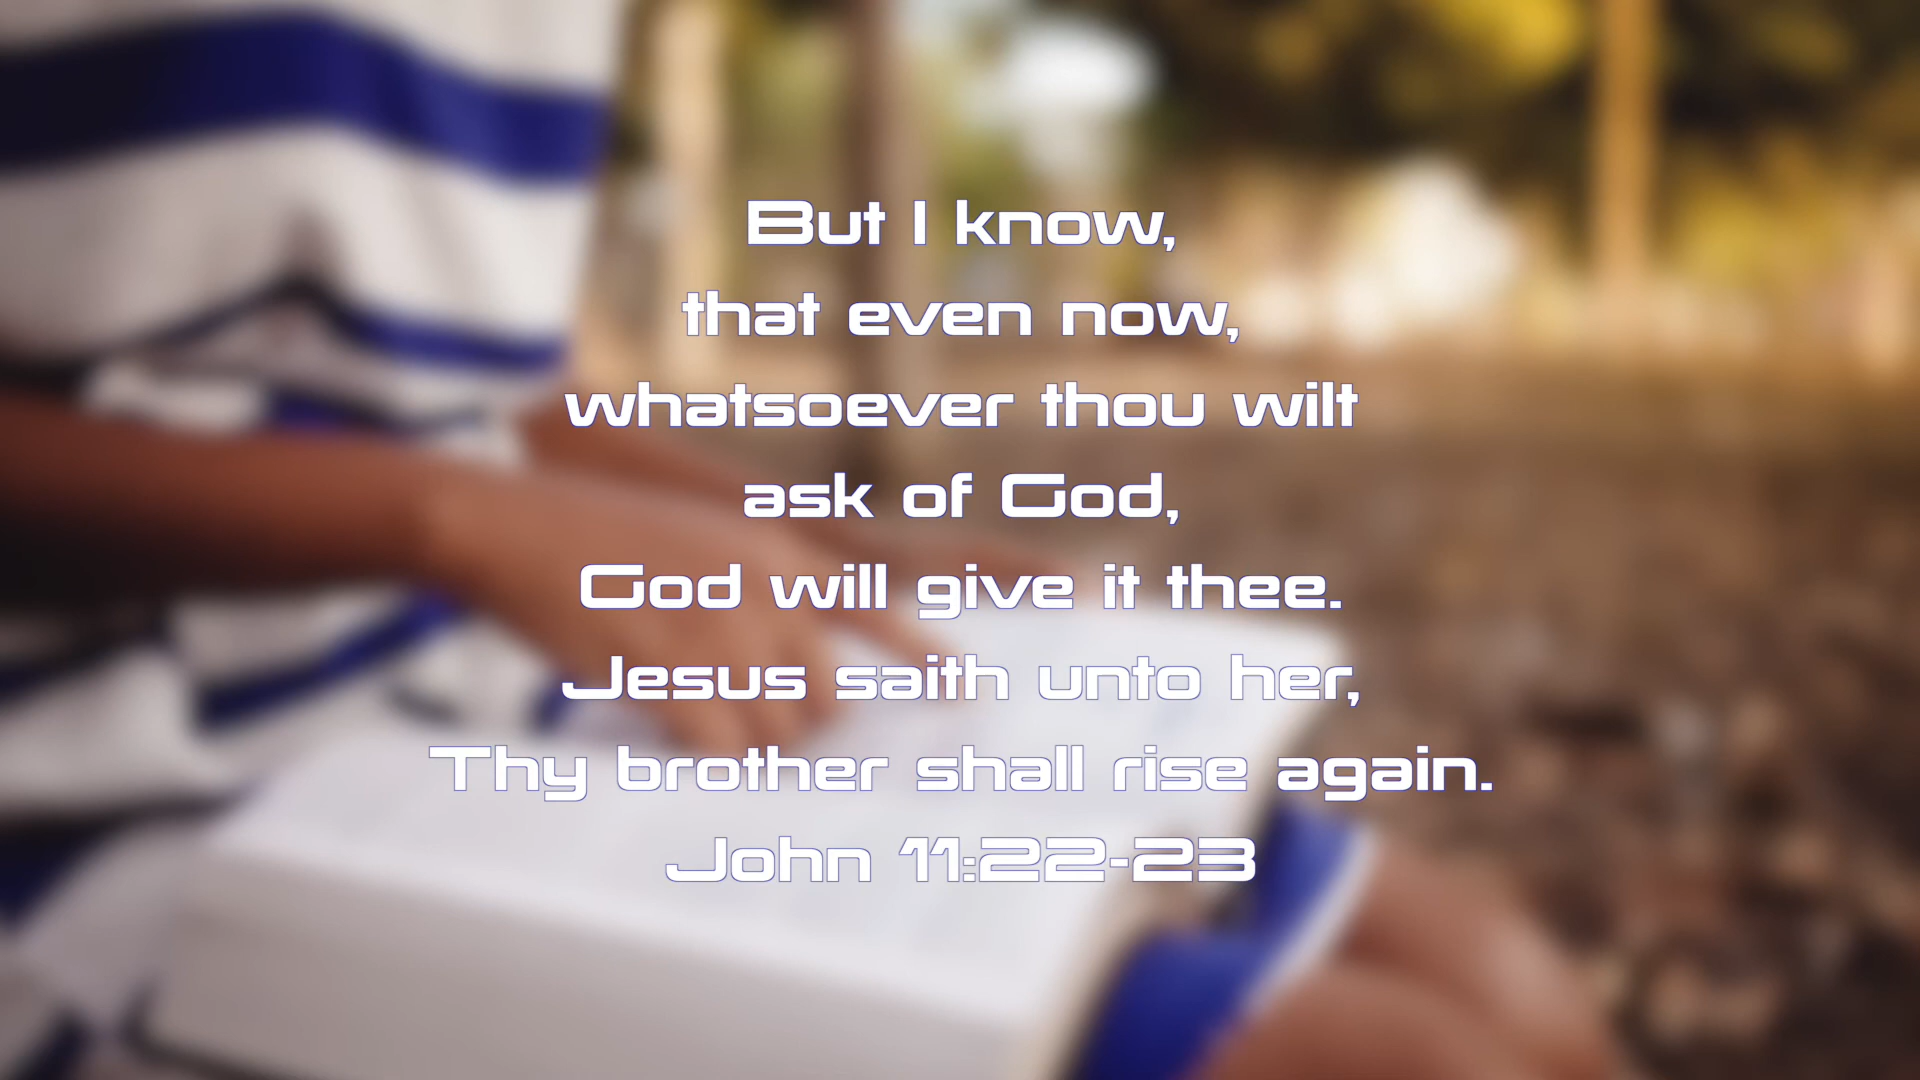 But I know,
that even now,
whatsoever thou wilt
ask of God,
God will give it thee.
Jesus saith unto her,
Thy brother shall rise again.
John 11:22-23